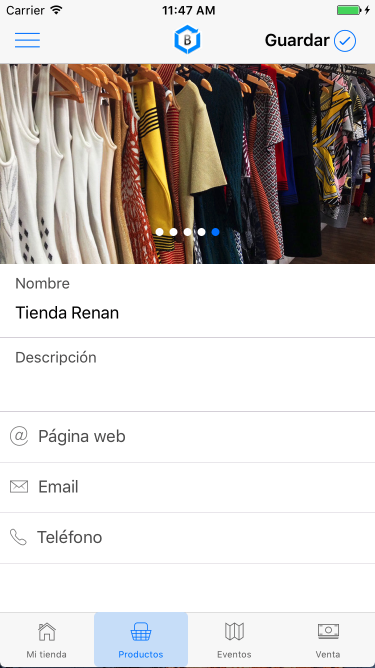 Carrier 11:47 AM
B
Guardar
Nombre
Tienda Renan
Descripción
Página web
Email
Teléfono
Mi tienda Productos Eventos Venta